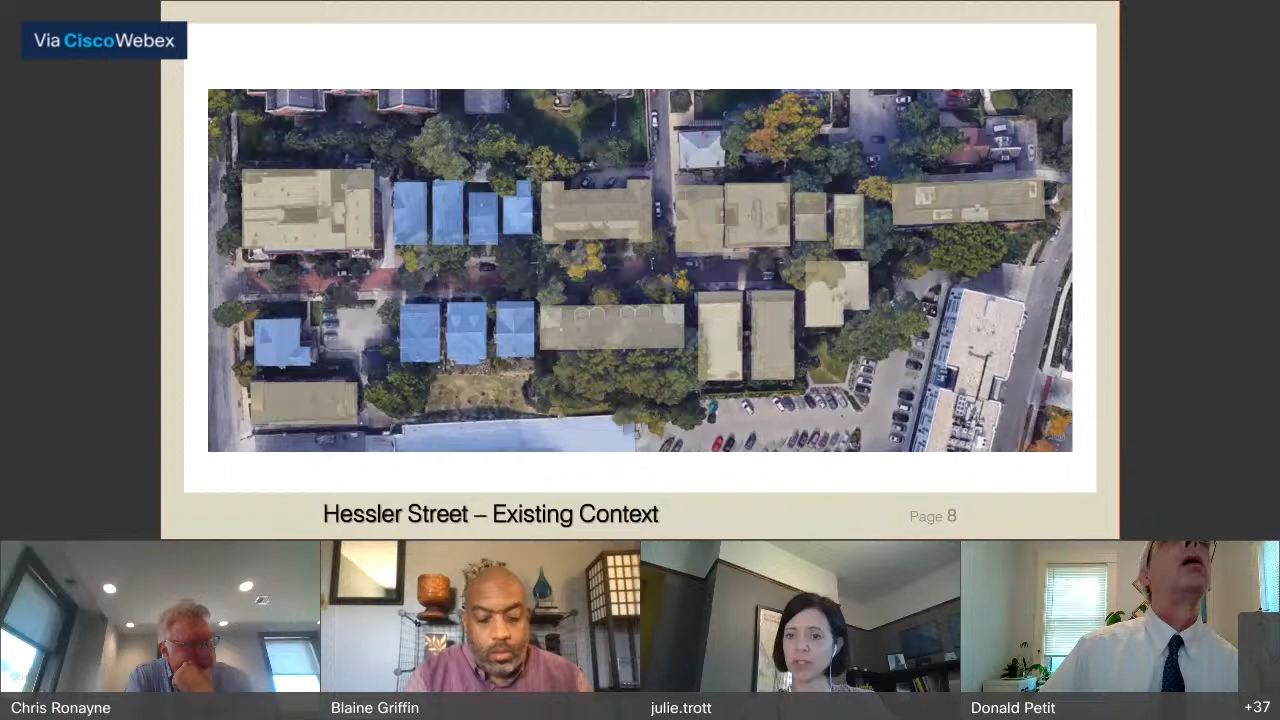 Via CiscoWebex
Hessler Street – Existing Context
Page 8
Chris Ronayne
Blaine Griffin
julie.trott
Donald Petit
+37